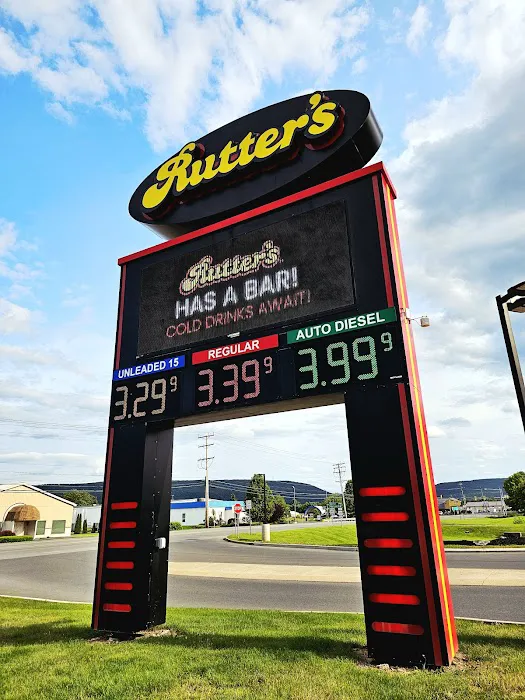 Rutter's
Rutter's
HAS A BAR!
COLD DRINKS AWAIT!
UNLEADED 15 REGULAR AUTO DIESEL
3.29 9 3.39 9 3.99 9